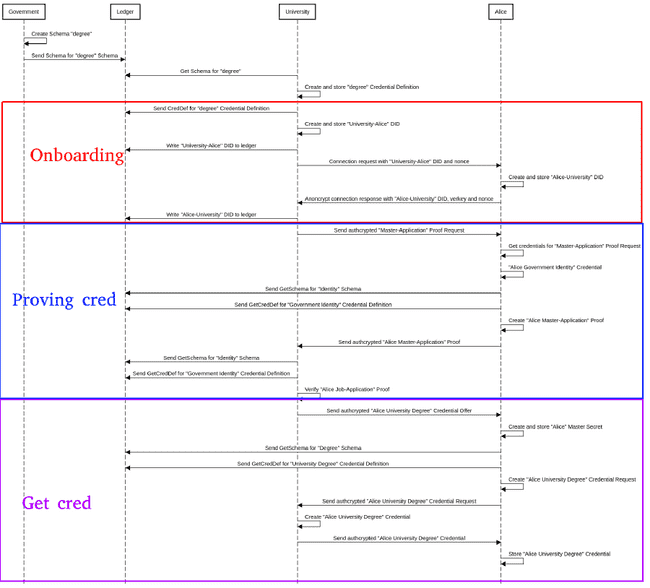 Government Ledger University Alice
Create Schema "degree"
Send Schema for "degree" Schema
Get Schema for "degree"
Create and store "degree" Credential Definition
Send CredDef for "degree" Credential Definition
Create and store "University-Alice" DID
Write "University-Alice" DID to ledger
Onboarding
Connection request with "University-Alice" DID and nonce
Create and store "Alice-University" DID
Anoncrypt connection response with "Alice-University" DID, verkey and nonce
Write "Alice-University" DID to ledger
Send authcrypted "Master-Application" Proof Request
Get credentials for "Master-Application" Proof Request
"Alice Government Identity" Credential
Send GetSchema for "Identity" Schema
Proving cred
Send GetCredDef for "Government Identity" Credential Definition
Create "Alice Master-Application" Proof
Send authcrypted "Alice Master-Application" Proof
Send GetSchema for "Identity" Schema
Send GetCredDef for "Government Identity" Credential Definition
Verify "Alice Job-Application" Proof
Send authcrypted "Alice University Degree" Credential Offer
Create and store "Alice" Master Secret
Send GetSchema for "Degree" Schema
Send GetCredDef for "University Degree" Credential Definition
Create "Alice University Degree" Credential Request
Get cred
Send authcrypted "Alice University Degree" Credential Request
Create "Alice University Degree" Credential
Send authcrypted "Alice University Degree" Credential
Store "Alice University Degree" Credential